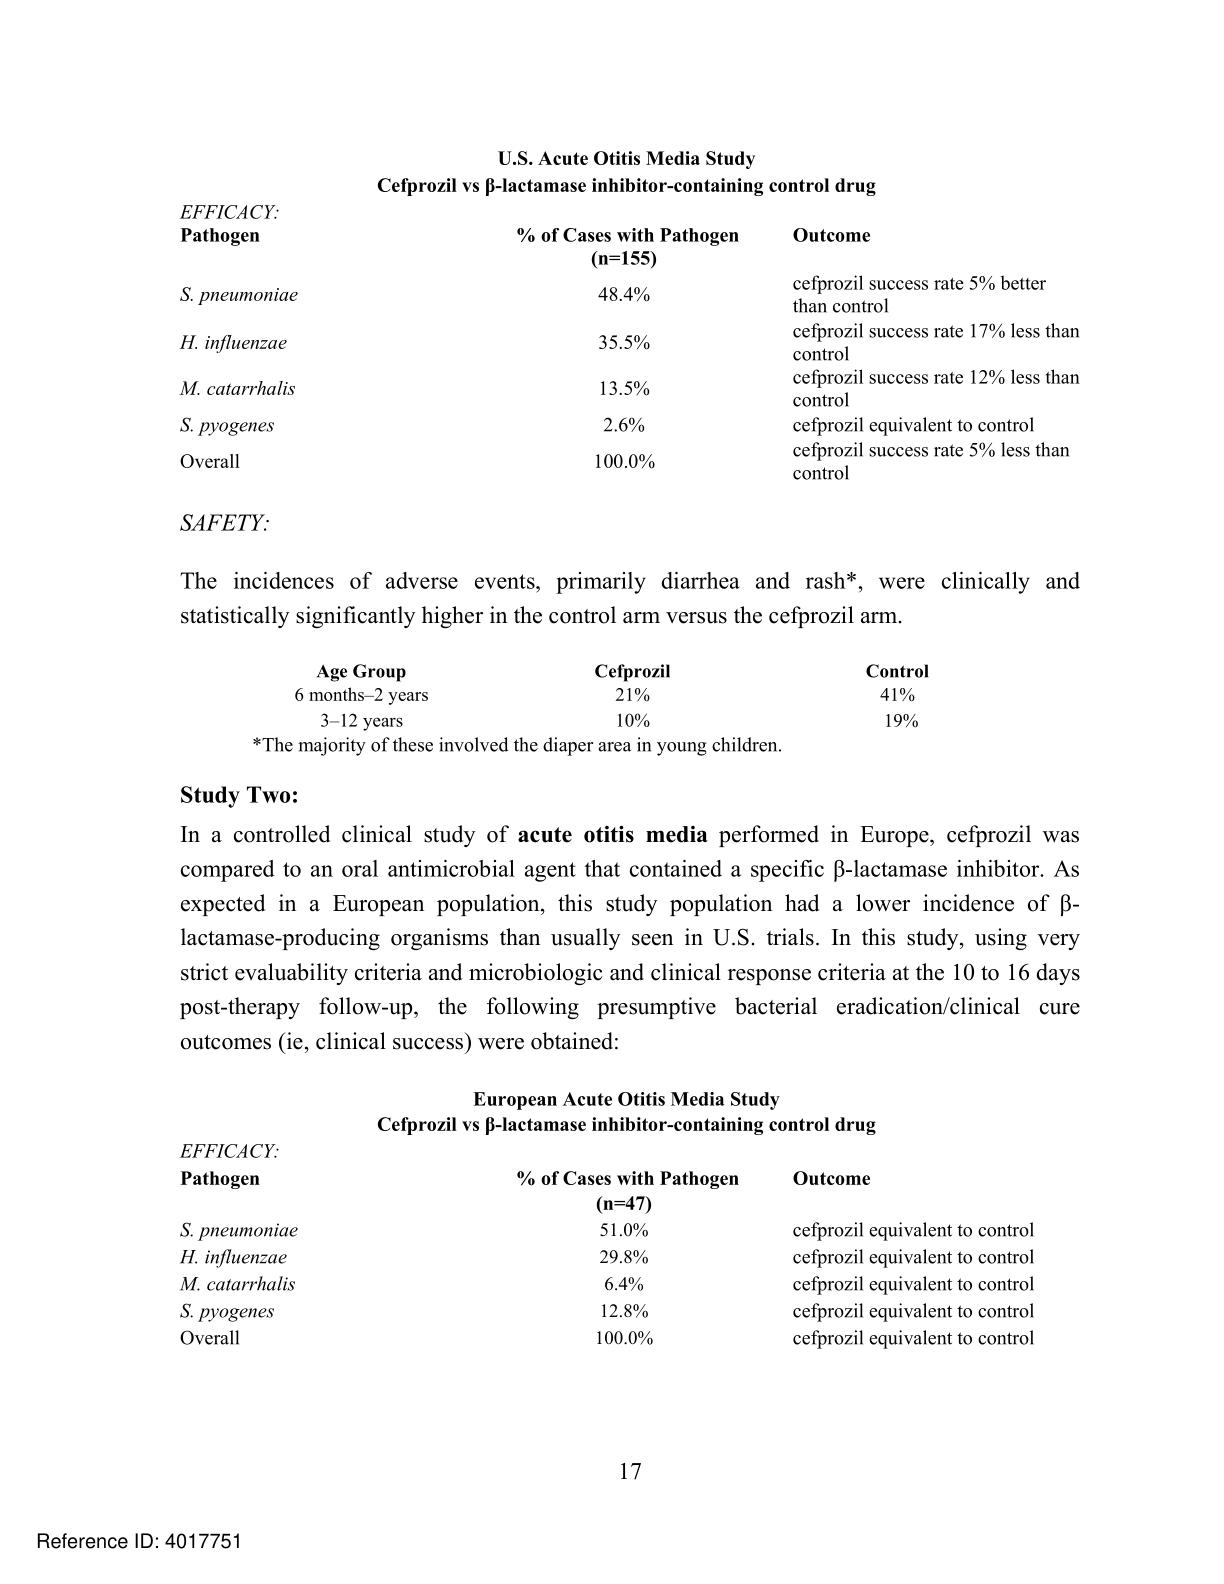 U.S. Acute Otitis Media Study
Cefprozil vs β-lactamase inhibitor-containing control drug
EFFICACY:
Pathogen % of Cases with Pathogen Outcome
(n=155)
S. pneumoniae 48.4% cefprozil success rate 5% better
than control
H. influenzae 35.5% cefprozil success rate 17% less than
control
M. catarrhalis 13.5% cefprozil success rate 12% less than
control
S. pyogenes 2.6% cefprozil equivalent to control
Overall 100.0% cefprozil success rate 5% less than
control
SAFETY:
The incidences of adverse events, primarily diarrhea and rash*, were clinically and
statistically significantly higher in the control arm versus the cefprozil arm.
Age Group Cefprozil Control
6 months–2 years 21% 41%
3–12 years 10% 19%
*The majority of these involved the diaper area in young children.
Study Two:
In a controlled clinical study of acute otitis media performed in Europe, cefprozil was
compared to an oral antimicrobial agent that contained a specific β-lactamase inhibitor. As
expected in a European population, this study population had a lower incidence of β-
lactamase-producing organisms than usually seen in U.S. trials. In this study, using very
strict evaluability criteria and microbiologic and clinical response criteria at the 10 to 16 days
post-therapy follow-up, the following presumptive bacterial eradication/clinical cure
outcomes (ie, clinical success) were obtained:
European Acute Otitis Media Study
Cefprozil vs β-lactamase inhibitor-containing control drug
EFFICACY:
Pathogen % of Cases with Pathogen Outcome
(n=47)
S. pneumoniae 51.0% cefprozil equivalent to control
H. influenzae 29.8% cefprozil equivalent to control
M. catarrhalis 6.4% cefprozil equivalent to control
S. pyogenes 12.8% cefprozil equivalent to control
Overall 100.0% cefprozil equivalent to control
17
Reference ID: 4017751